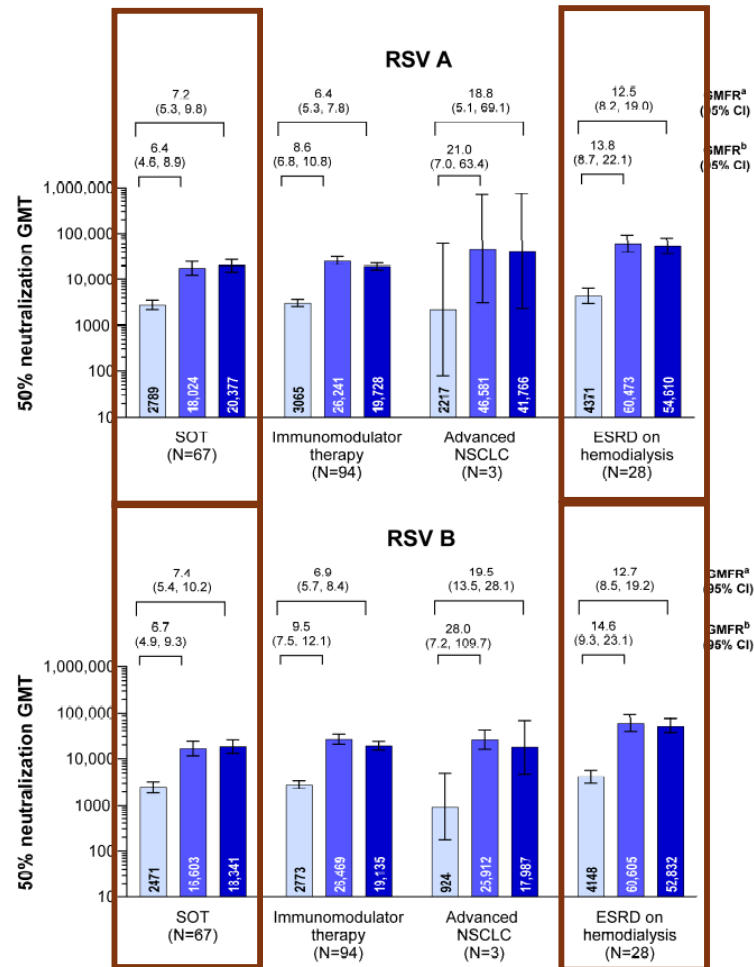 RSV A
7.2 6.4 18.8 12.5 GMFRa
(5.3, 9.8) (5.3, 7.8) (5.1, 69.1) (8.2, 19.0) (95% CI)
6.4 8.6 21.0 13.8 GMFRb
(4.6, 8.9) (6.8, 10.8) (7.0, 63.4) (8.7, 22.1) (95% CI)
50% neutralization GMT
1,000,000
100,000
10,000
1000
100
10
2789 18,024 20,377 3065 26,241 19,728 2217 46,581 41,766 4371 60,473 54,610
SOT Immunomodulator Advanced ESRD on
(N=67) therapy NSCLC hemodialysis
(N=94) (N=3) (N=28)
RSV B
7.4 6.9 19.5 12.7 GMFRa
(5.4, 10.2) (5.7, 8.4) (13.5, 28.1) (8.5, 19.2) (95% CI)
6.7 9.5 28.0 14.6 GMFRb
(4.9, 9.3) (7.5, 12.1) (7.2, 109.7) (9.3, 23.1) (95% CI)
50% neutralization GMT
1,000,000
100,000
10,000
1000
100
10
2471 16,603 18,341 2773 26,469 19,135 924 25,912 17,987 4148 60,605 52,832
SOT Immunomodulator Advanced ESRD on
(N=67) therapy NSCLC hemodialysis
(N=94) (N=3) (N=28)